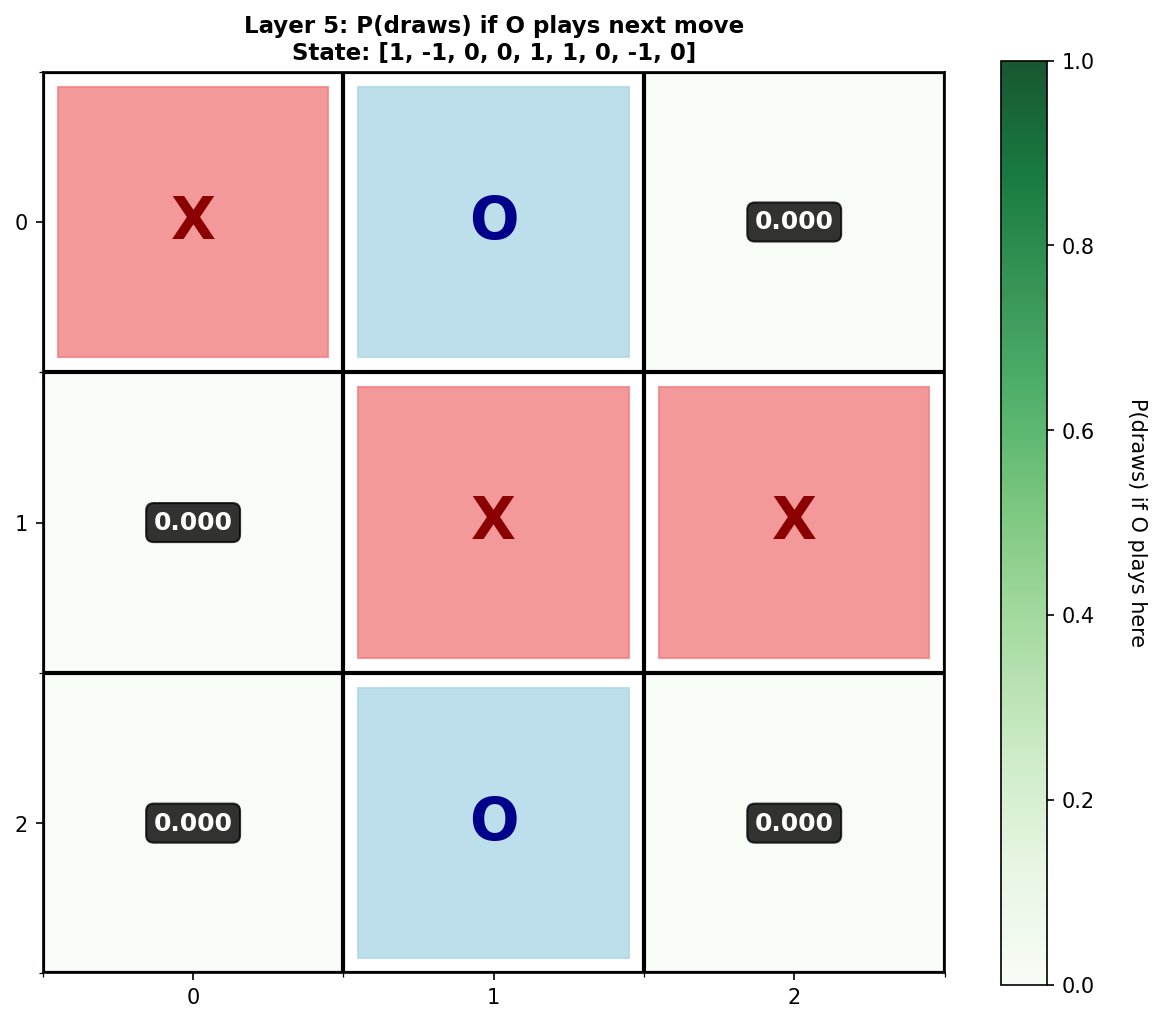 Layer 5: P(draws) if O plays next move
State: [1, -1, 0, 0, 1, 1, 0, -1, 0]
X O 0.000
0.000 X X
0.000 O 0.000
0
1
2
0 1 2
1.0
0.8
0.6
0.4
0.2
0.0
P(draws) if O plays here